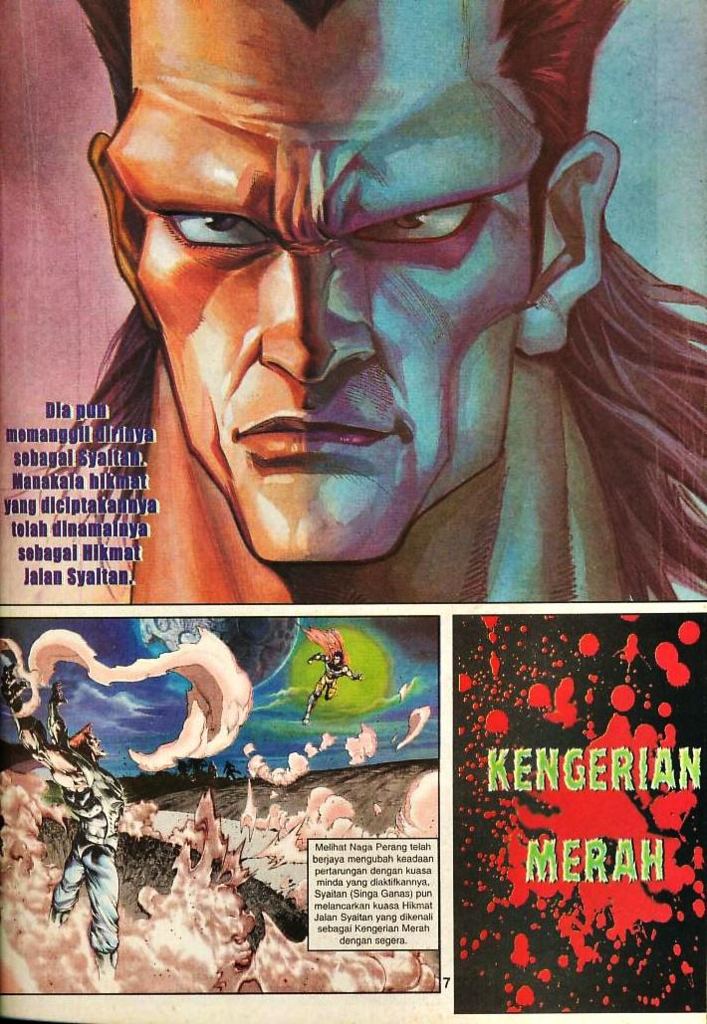 Dia pun
memanggil dirinya
sebagai Syaitan.
Manakala hikmat
yang diciptakannya
telah dinamainya
sebagai Hikmat
Jalan Syaitan.
Melihat Naga Perang telah
berjaya mengubah keadaan
pertarungan dengan kuasa
minda yang diaktifkannya,
Syaitan (Singa Ganas) pun
melancarkan kuasa Hikmat
Jalan Syaitan yang dikenali
sebagai Kengerian Merah
dengan segera.
7
KENGERIAN
MERAH